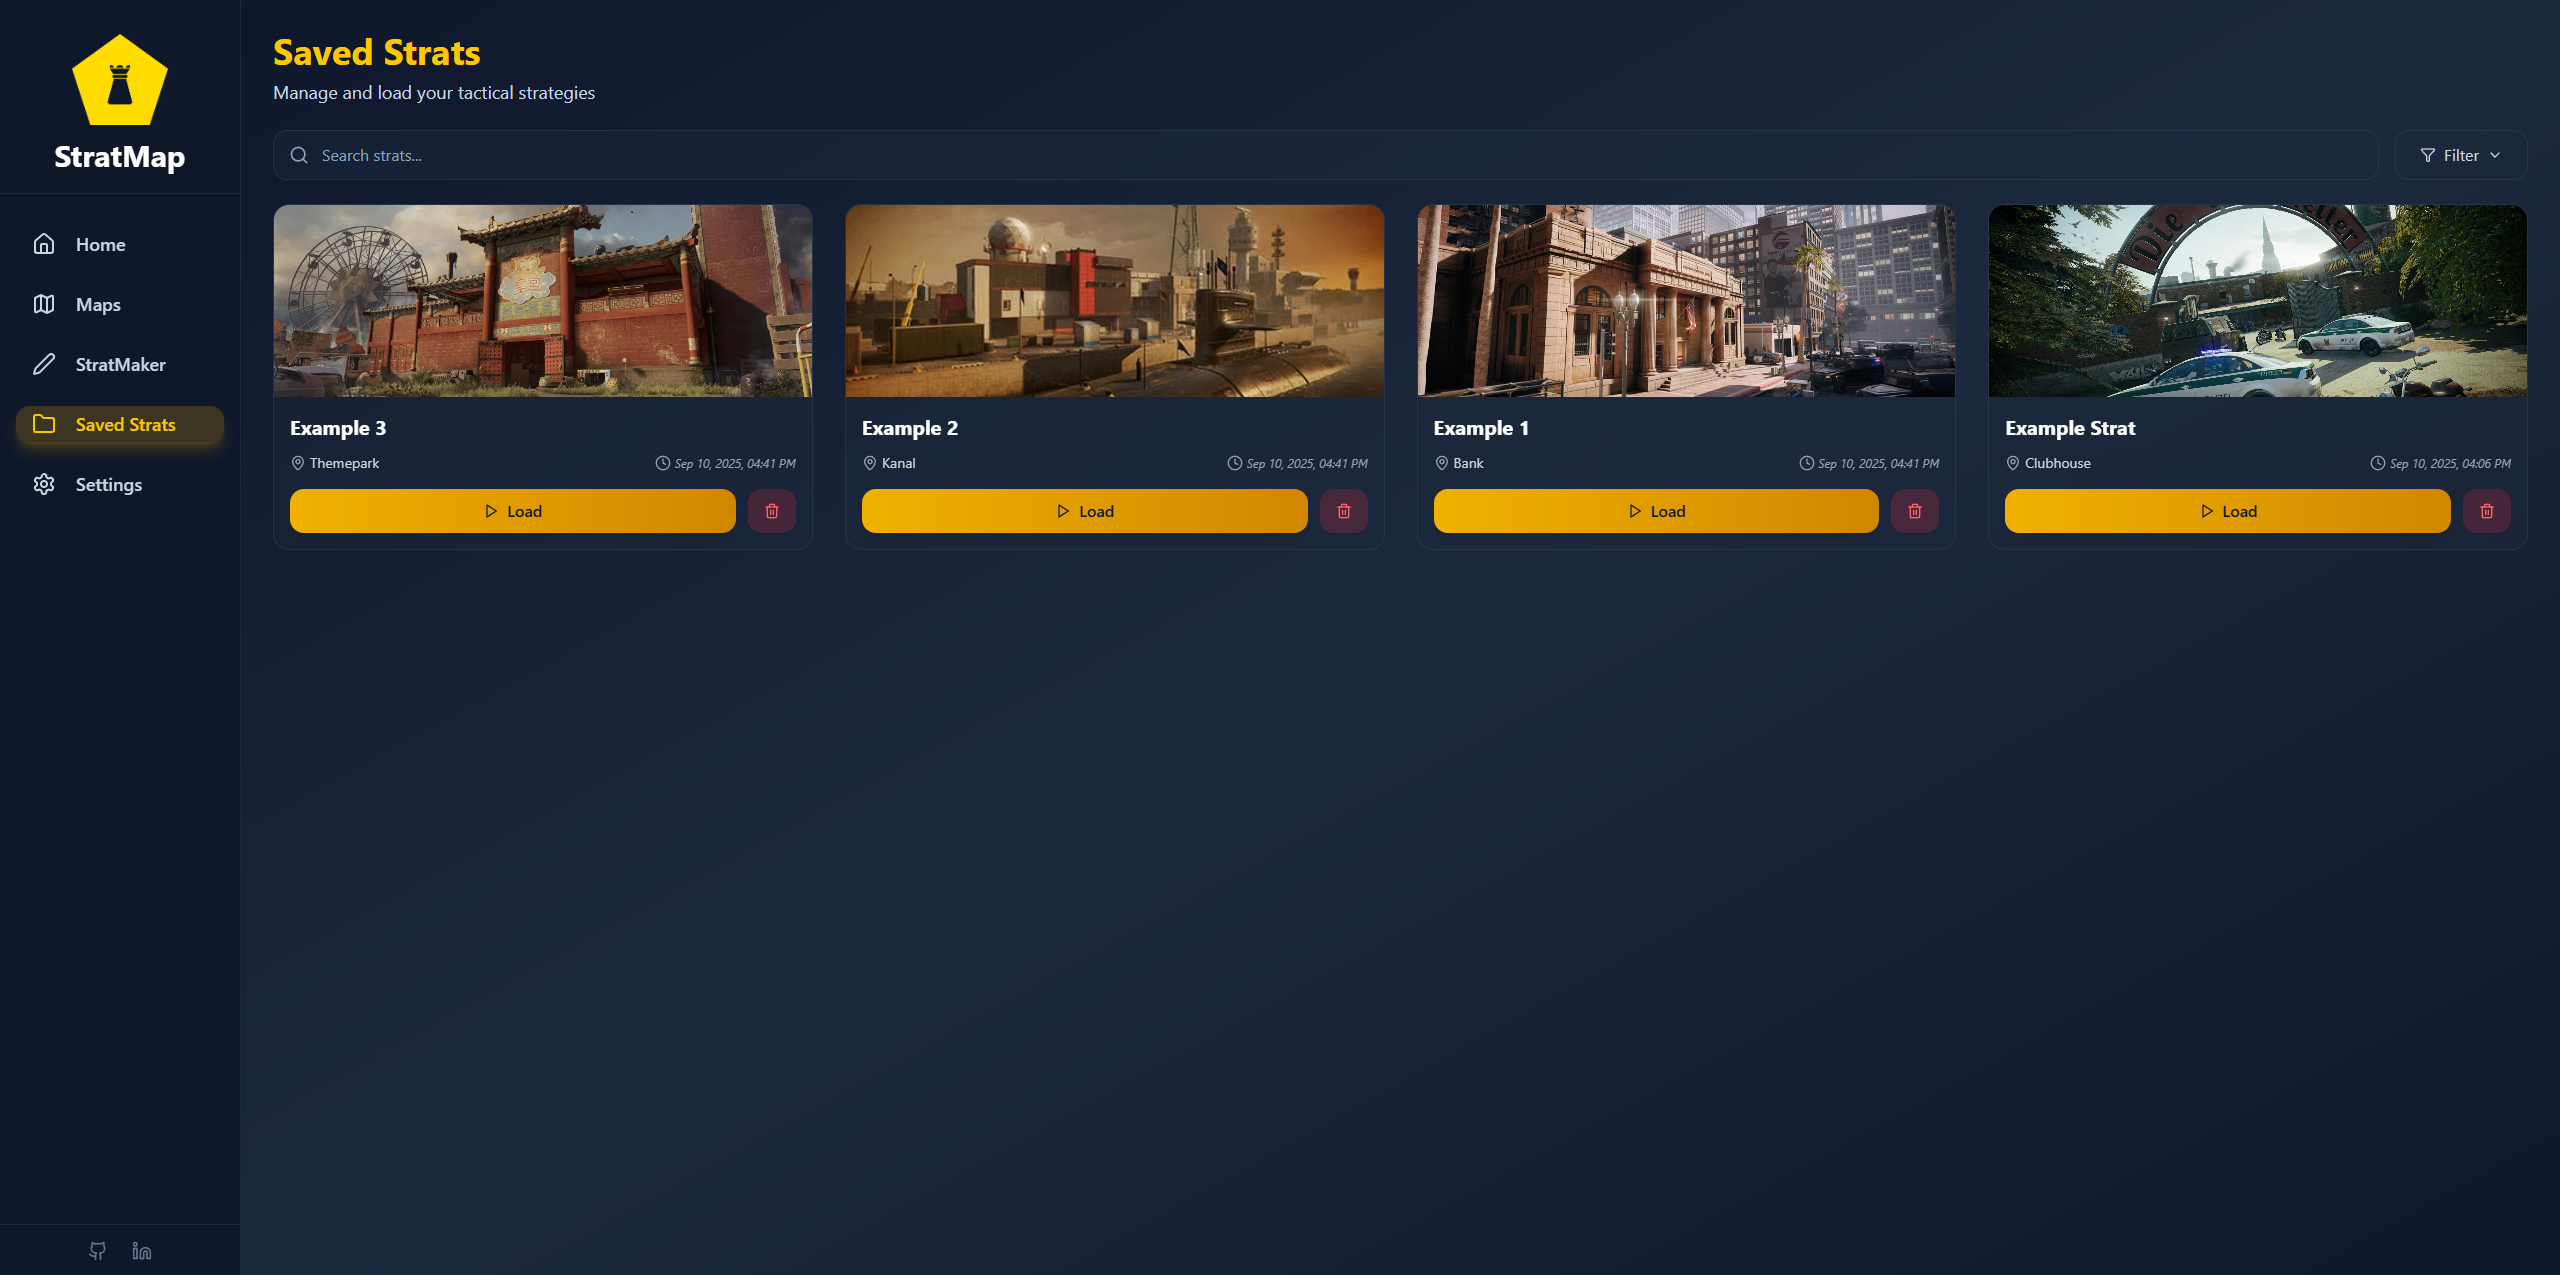 StratMap
Home
Maps
StratMaker
Saved Strats
Settings
Saved Strats
Manage and load your tactical strategies
Search strats...
Filter
Example 3
Themepark
Sep 10, 2025, 04:41 PM
Load
Example 2
Kanal
Sep 10, 2025, 04:41 PM
Load
Example 1
Bank
Sep 10, 2025, 04:41 PM
Load
Die
Example Strat
Clubhouse
Sep 10, 2025, 04:06 PM
Load